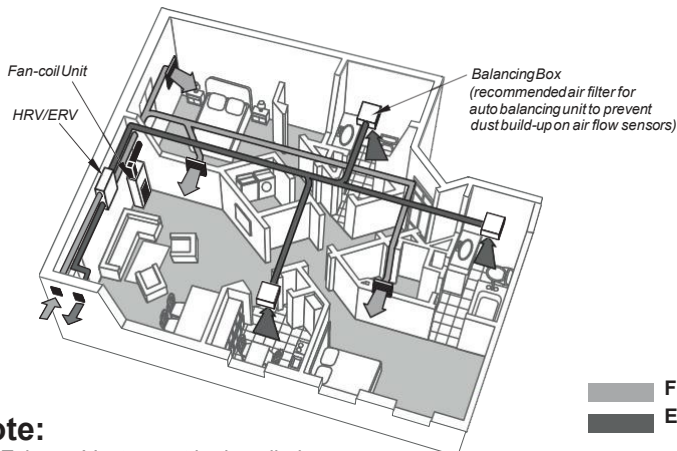 Fan-coil Unit
HRV/ERV
Balancing Box
(recommended air filter for
auto balancing unit to prevent
dust build-up on air flow sensors)
F
E
ote: